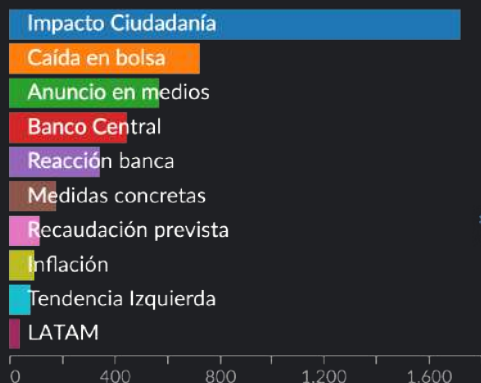 Impacto Ciudadanía
Caída en bolsa
Anuncio en medios
Banco Central
Reacción banca
Medidas concretas
Recaudación prevista
Inflación
Tendencia Izquierda
LATAM
0 400 800 1.200 1.600